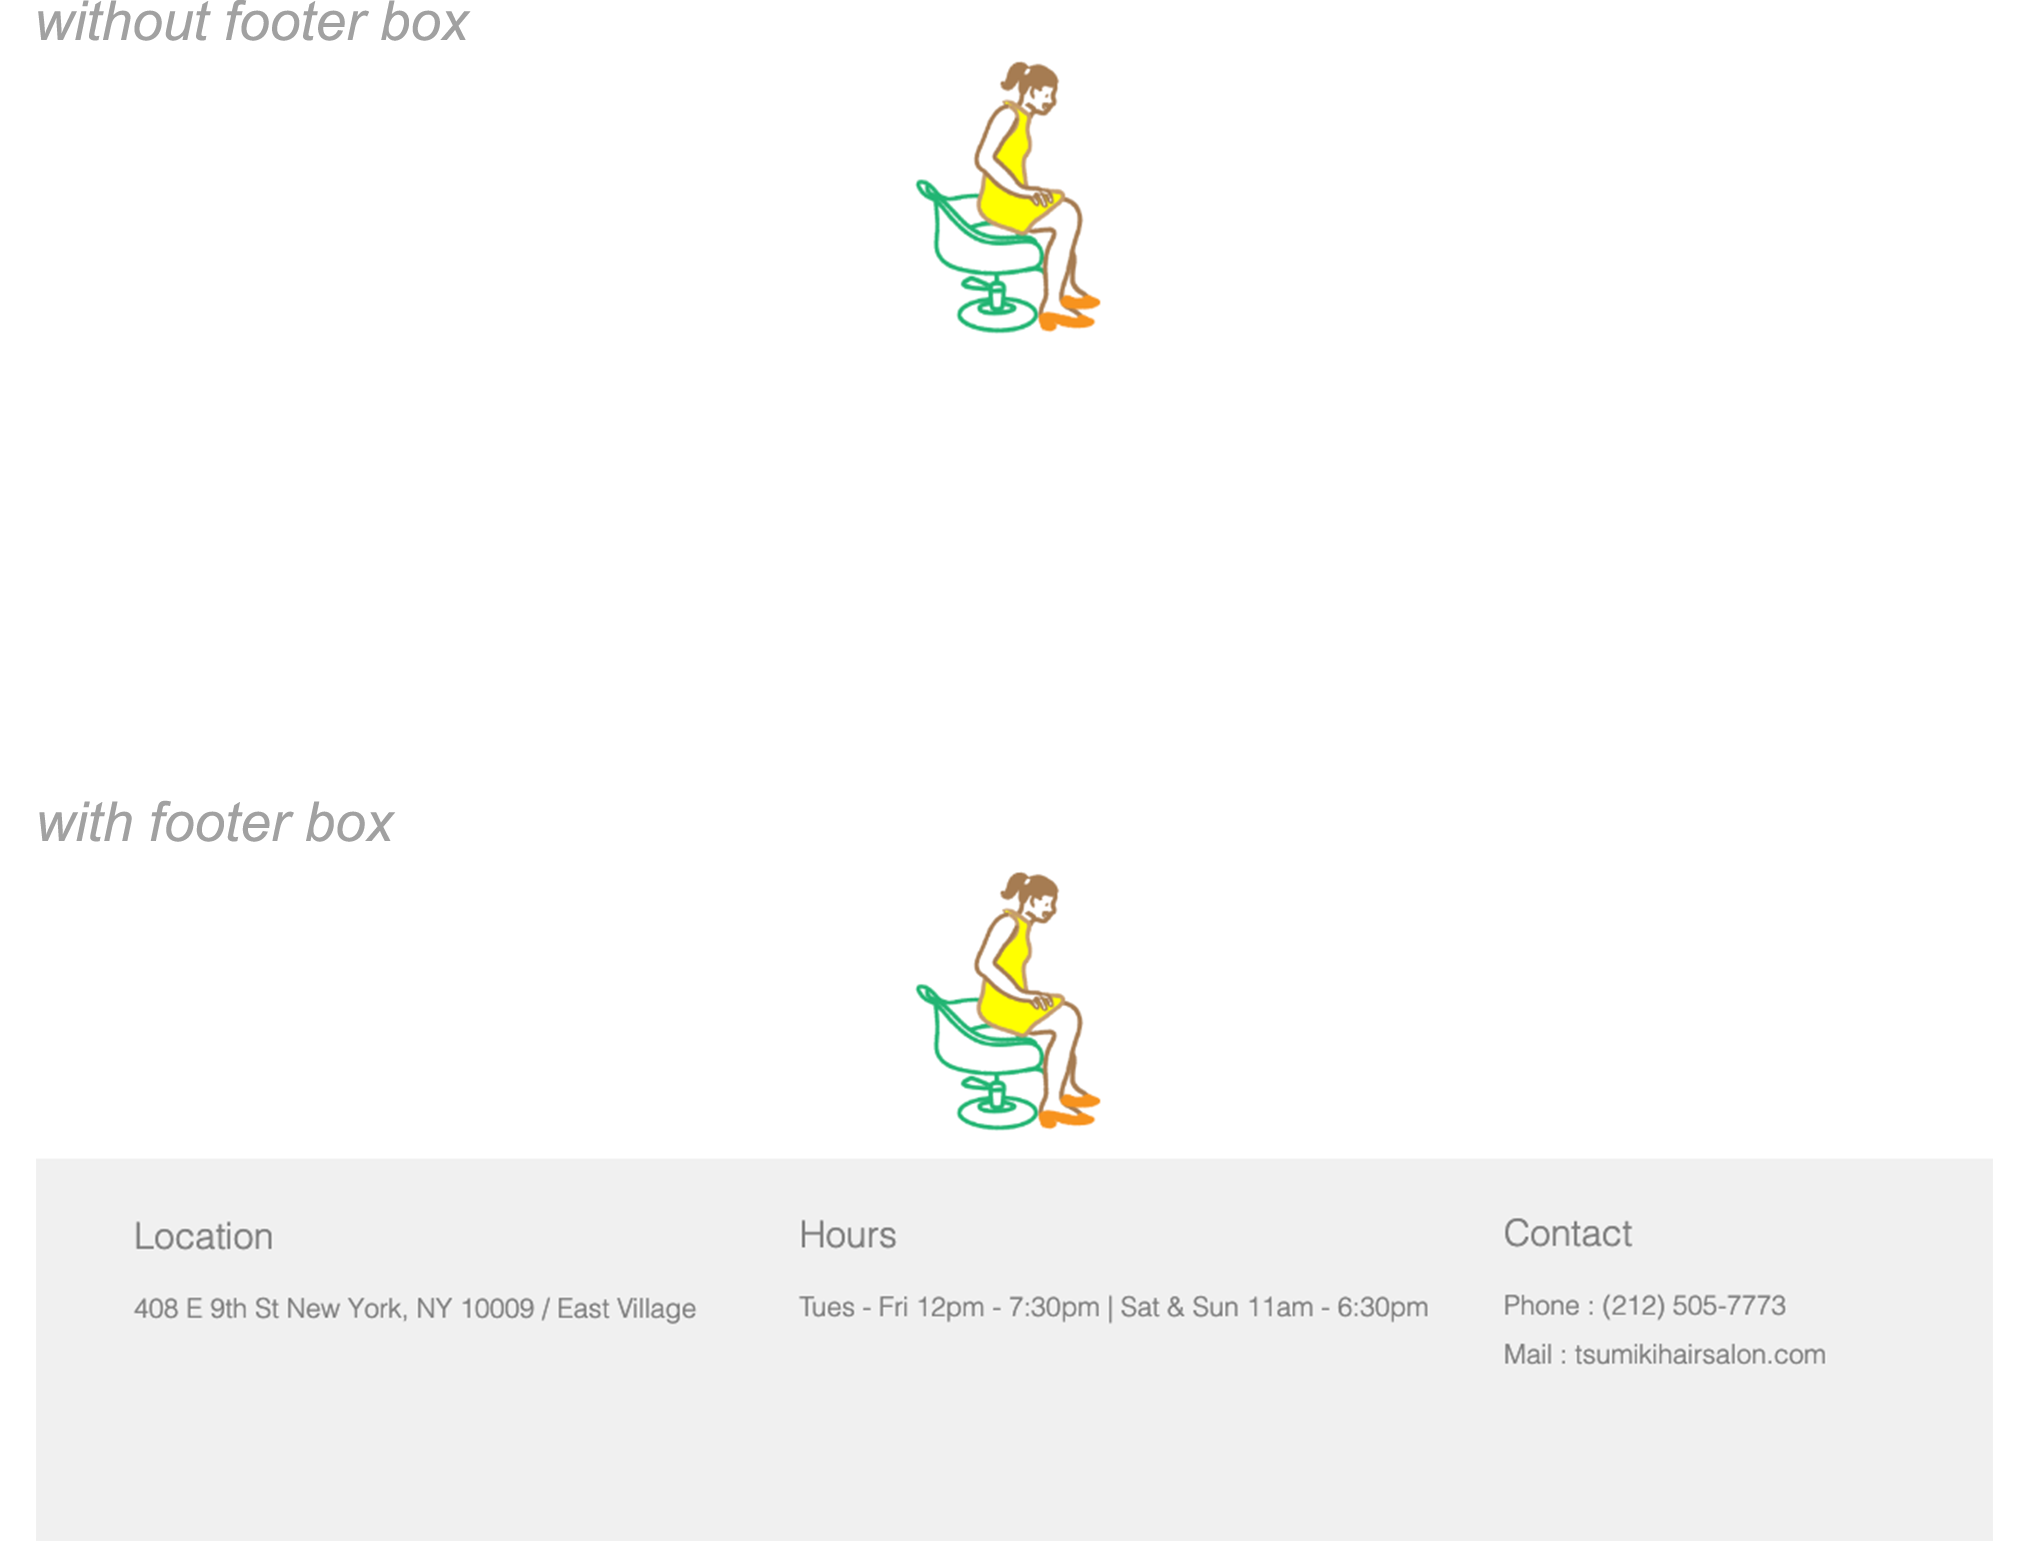 without footer box
with footer box
Location
408 E 9th St New York, NY 10009 / East Village
Hours
Tues - Fri 12pm - 7:30pm | Sat & Sun 11am - 6:30pm
Contact
Phone : (212) 505-7773
Mail : tsumikihairsalon.com